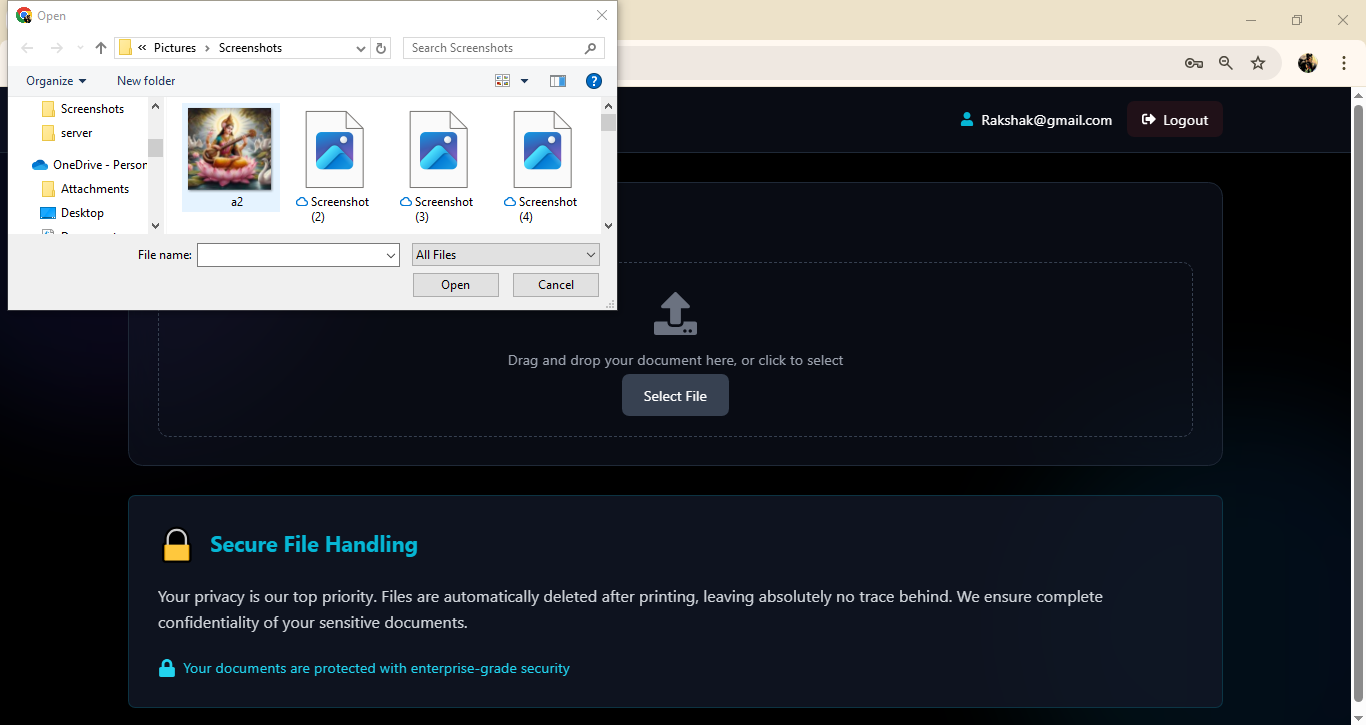 Open
« Pictures › Screenshots
Search Screenshots
Organize
New folder
?
Screenshots
server
OneDrive - Person
Attachments
Desktop
a2
Screenshot
(2)
Screenshot
(3)
Screenshot
(4)
File name:
All Files
Open
Cancel
Rakshak@gmail.com
Logout
Drag and drop your document here, or click to select
Select File
Secure File Handling
Your privacy is our top priority. Files are automatically deleted after printing, leaving absolutely no trace behind. We ensure complete
confidentiality of your sensitive documents.
Your documents are protected with enterprise-grade security